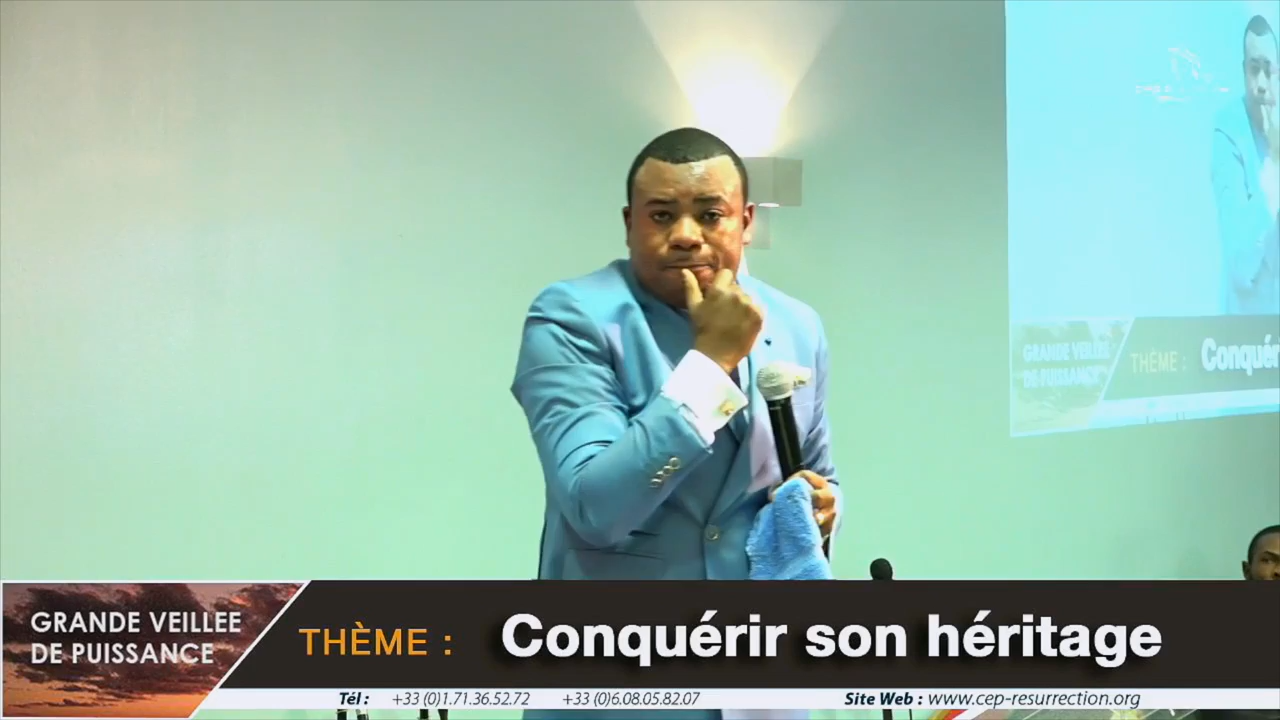 GRANDE VEILLEE
DE PUISSANCE
THÈME :
Conquér
GRANDE VEILLEE
DE PUISSANCE
THÈME : Conquérir son héritage
Tél : +33 (0)1.71.36.52.72 +33 (0)6.08.05.82.07 Site Web : www.cep-resurrection.org